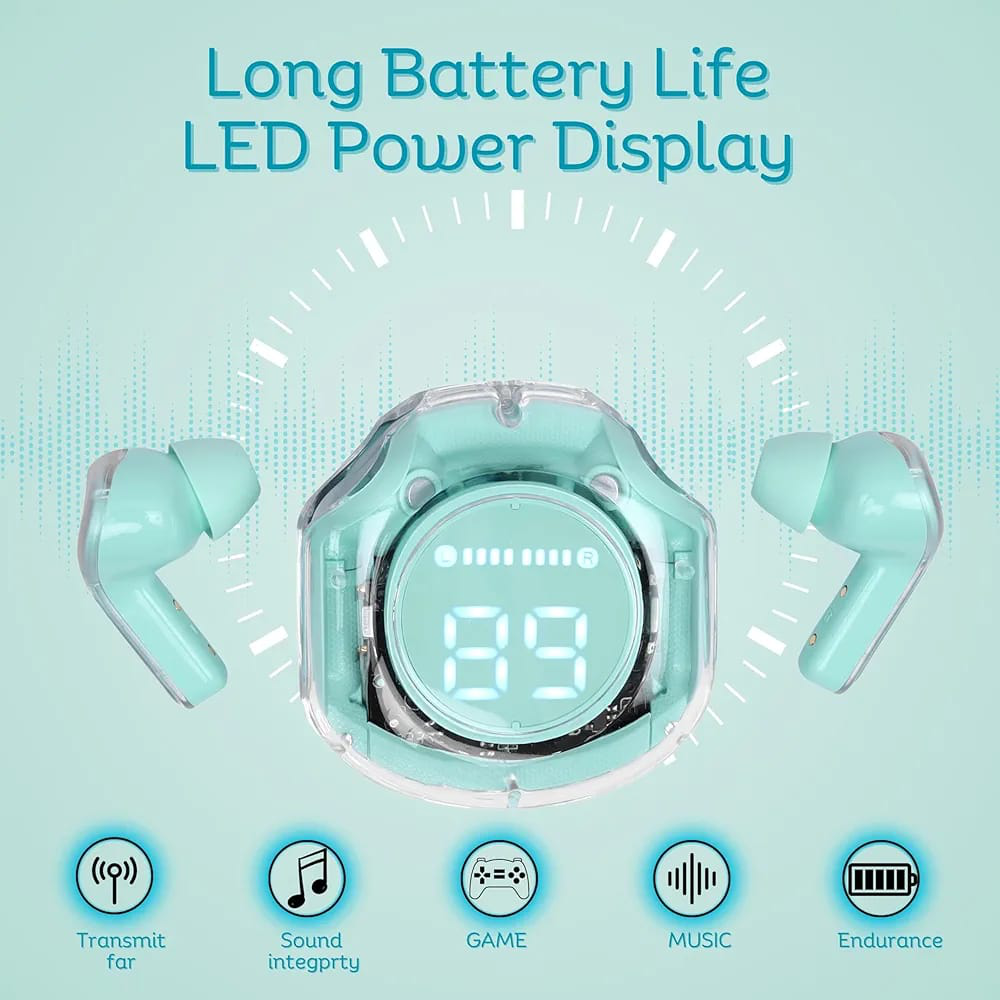 Long Battery Life
LED Power Display
L R
89
Transmit
far
Sound
integprty
GAME
MUSIC
Endurance